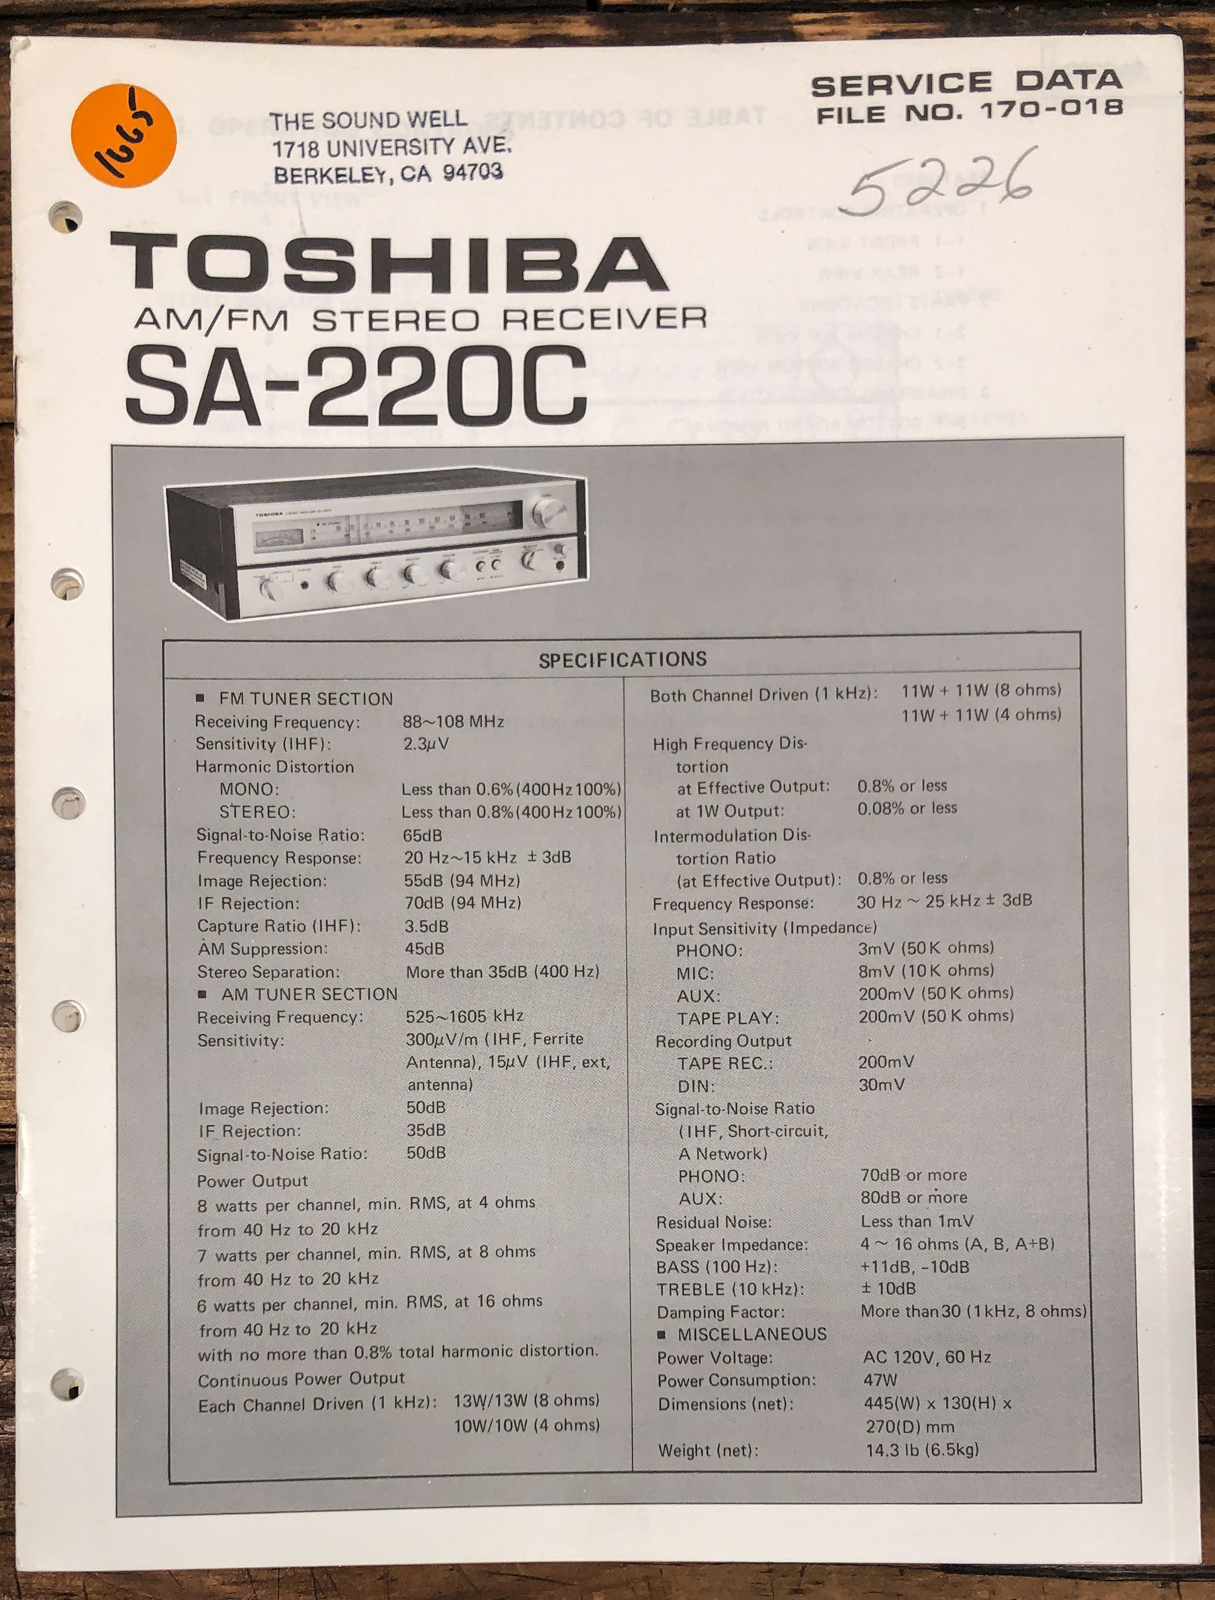 1665
THE SOUND WELL
1718 UNIVERSITY AVE.
BERKELEY, CA 94703
SERVICE DATA
FILE NO. 170-018
5226
TOSHIBA
AM/FM STEREO RECEIVER
SA-220C
TOSHIBA
SPECIFICATIONS
■ FM TUNER SECTION
Receiving Frequency: 88~108 MHz
Sensitivity (IHF): 2.3μV
Harmonic Distortion
MONO: Less than 0.6% (400 Hz 100%)
STEREO: Less than 0.8% (400 Hz 100%)
Signal-to-Noise Ratio: 65dB
Frequency Response: 20 Hz~15 kHz ± 3dB
Image Rejection: 55dB (94 MHz)
IF Rejection: 70dB (94 MHz)
Capture Ratio (IHF): 3.5dB
AM Suppression: 45dB
Stereo Separation: More than 35dB (400 Hz)
■ AM TUNER SECTION
Receiving Frequency: 525~1605 kHz
Sensitivity: 300μV/m (IHF, Ferrite
Antenna), 15μV (IHF, ext,
antenna)
Image Rejection: 50dB
IF Rejection: 35dB
Signal-to-Noise Ratio: 50dB
Power Output
8 watts per channel, min. RMS, at 4 ohms
from 40 Hz to 20 kHz
7 watts per channel, min. RMS, at 8 ohms
from 40 Hz to 20 kHz
6 watts per channel, min. RMS, at 16 ohms
from 40 Hz to 20 kHz
with no more than 0.8% total harmonic distortion.
Continuous Power Output
Each Channel Driven (1 kHz): 13W/13W (8 ohms)
10W/10W (4 ohms)
Both Channel Driven (1 kHz): 11W + 11W (8 ohms)
11W + 11W (4 ohms)
High Frequency Dis-
tortion
at Effective Output: 0.8% or less
at 1W Output: 0.08% or less
Intermodulation Dis-
tortion Ratio
(at Effective Output): 0.8% or less
Frequency Response: 30 Hz ~ 25 kHz ± 3dB
Input Sensitivity (Impedance)
PHONO: 3mV (50 K ohms)
MIC: 8mV (10 K ohms)
AUX: 200mV (50 K ohms)
TAPE PLAY: 200mV (50 K ohms)
Recording Output
TAPE REC.: 200mV
DIN: 30mV
Signal-to-Noise Ratio
(IHF, Short-circuit,
A Network)
PHONO: 70dB or more
AUX: 80dB or more
Residual Noise: Less than 1mV
Speaker Impedance: 4 ~ 16 ohms (A, B, A+B)
BASS (100 Hz): +11dB, -10dB
TREBLE (10 kHz): ± 10dB
Damping Factor: More than 30 (1 kHz, 8 ohms)
■ MISCELLANEOUS
Power Voltage: AC 120V, 60 Hz
Power Consumption: 47W
Dimensions (net): 445(W) x 130(H) x
270(D) mm
Weight (net): 14.3 lb (6.5kg)